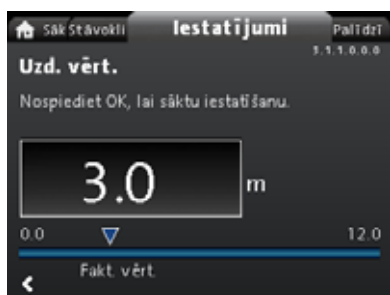 Sāk Stāvokli Iestatījumi Palīdzī
3.1.1.0.0.0
Uzd. vērt.
Nospiediet OK, lai sāktu iestatīšanu.
3.0 m
0.0 12.0
Fakt. vērt.